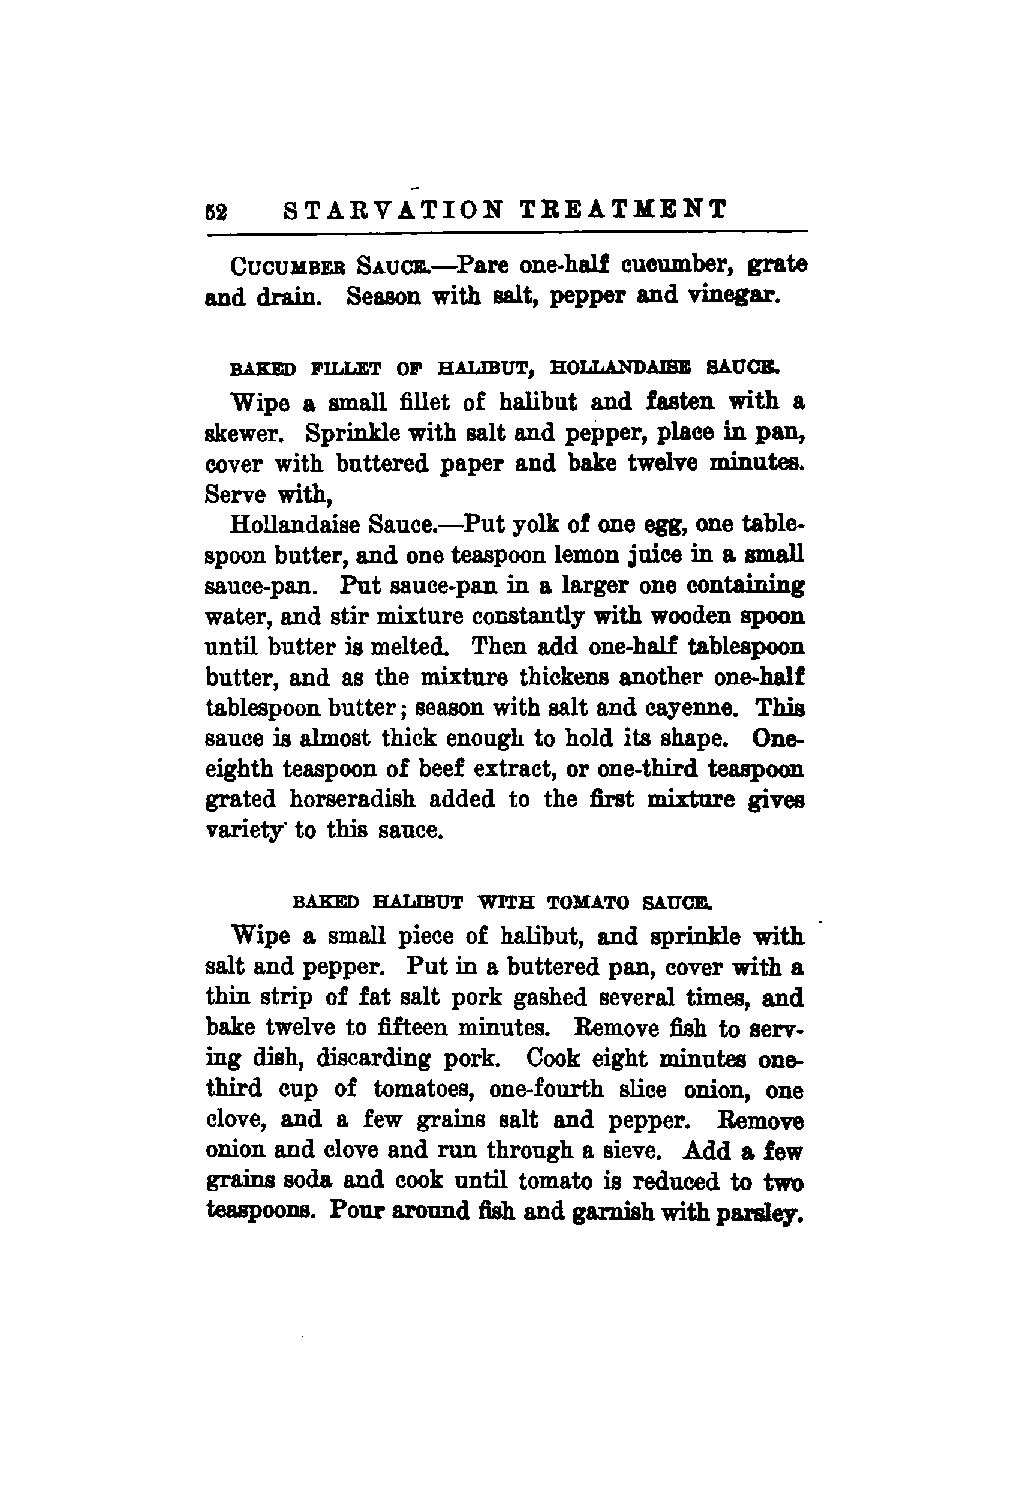 52 STARVATION TREATMENT
CUCUMBER SAUCE.—Pare one-half cucumber, grate
and drain. Season with salt, pepper and vinegar.
BAKED FILLET OF HALIBUT, HOLLANDAISE SAUCE.
Wipe a small fillet of halibut and fasten with a
skewer. Sprinkle with salt and pepper, place in pan,
cover with buttered paper and bake twelve minutes.
Serve with,
Hollandaise Sauce.—Put yolk of one egg, one table-
spoon butter, and one teaspoon lemon juice in a small
sauce-pan. Put sauce-pan in a larger one containing
water, and stir mixture constantly with wooden spoon
until butter is melted. Then add one-half tablespoon
butter, and as the mixture thickens another one-half
tablespoon butter; season with salt and cayenne. This
sauce is almost thick enough to hold its shape. One-
eighth teaspoon of beef extract, or one-third teaspoon
grated horseradish added to the first mixture gives
variety to this sauce.
BAKED HALIBUT WITH TOMATO SAUCE.
Wipe a small piece of halibut, and sprinkle with
salt and pepper. Put in a buttered pan, cover with a
thin strip of fat salt pork gashed several times, and
bake twelve to fifteen minutes. Remove fish to serv-
ing dish, discarding pork. Cook eight minutes one-
third cup of tomatoes, one-fourth slice onion, one
clove, and a few grains salt and pepper. Remove
onion and clove and run through a sieve. Add a few
grains soda and cook until tomato is reduced to two
teaspoons. Pour around fish and garnish with parsley.